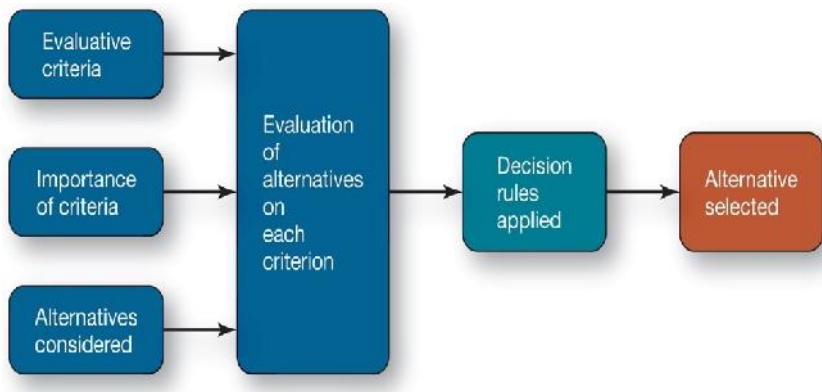 Evaluative
criteria
Importance
of criteria
Alternatives
considered
Evaluation
of
alternatives
on
each
criterion
Decision
rules
applied
Alternative
selected